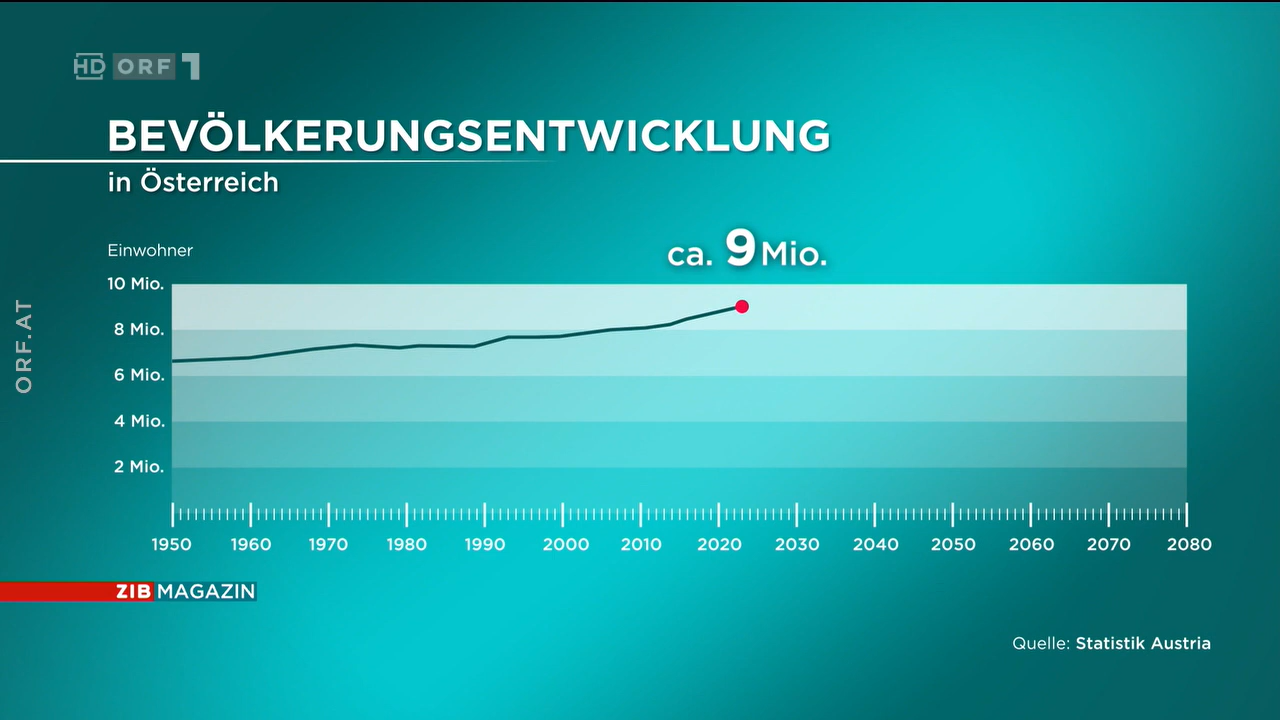 HD ORF 1
BEVÖLKERUNGSENTWICKLUNG
in Österreich
ca. 9 Mio.
Einwohner
10 Mio.
8 Mio.
6 Mio.
4 Mio.
2 Mio.
1950 1960 1970 1980 1990 2000 2010 2020 2030 2040 2050 2060 2070 2080
ORF.AT
ZIB MAGAZIN
Quelle: Statistik Austria